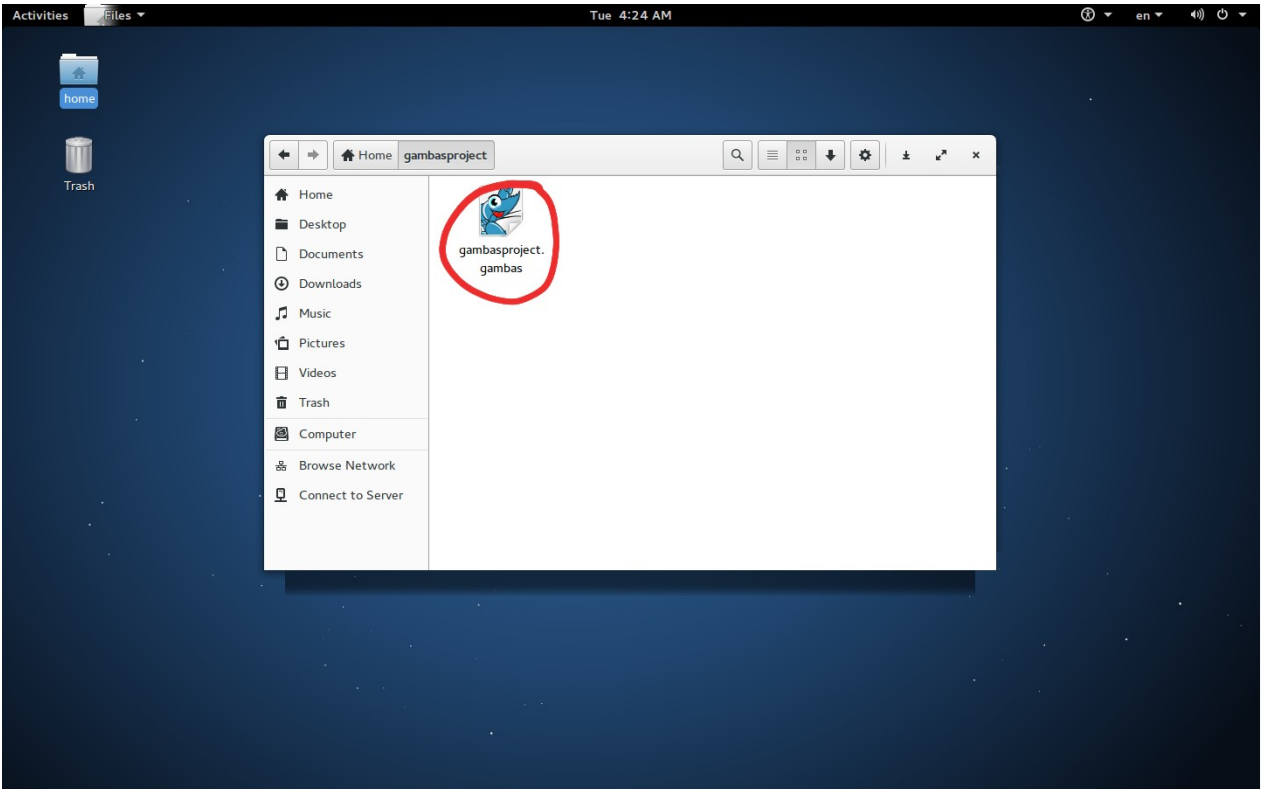 Activities Files Tue 4:24 AM en
home
Trash
Home gambasproject
Home
Desktop
Documents
Downloads
Music
Pictures
Videos
Trash
Computer
Browse Network
Connect to Server
gambasproject.
gambas